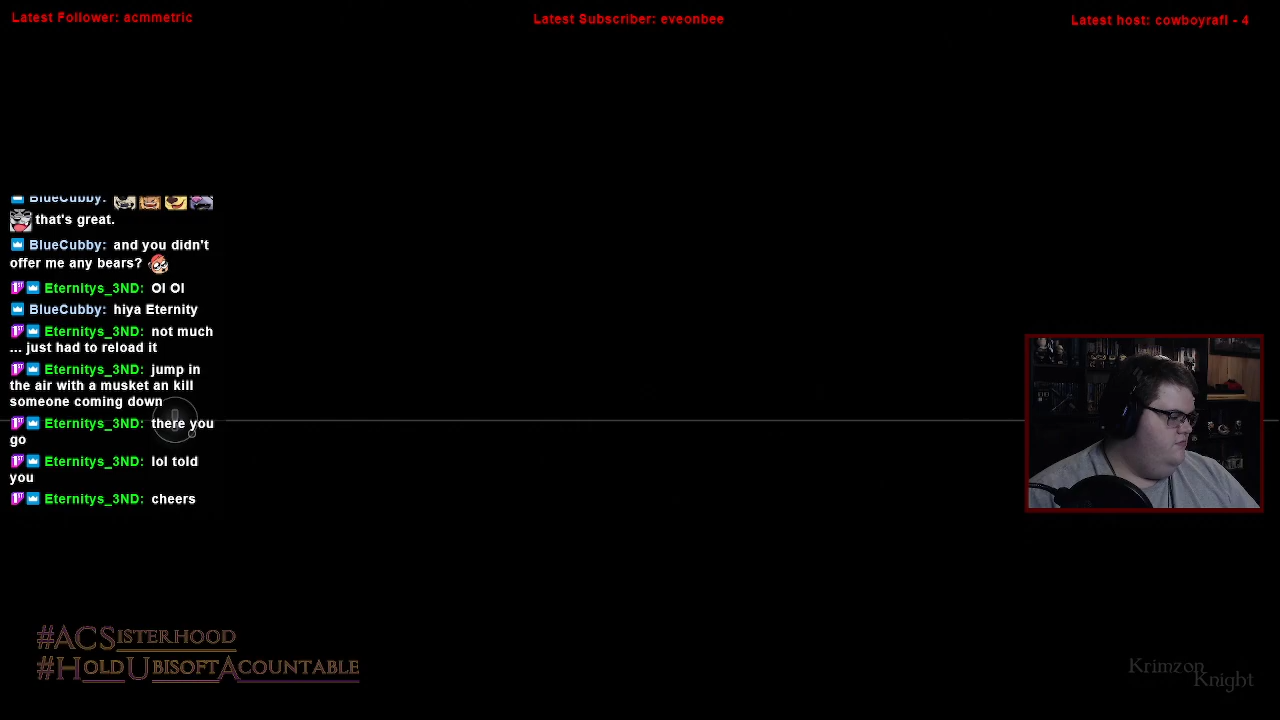 Latest Follower: acmmetric
Latest Subscriber: eveonbee
Latest host: cowboyrafl - 4
BlueCubby:
that's great.
BlueCubby: and you didn't
offer me any bears?
Eternitys_3ND: OI OI
BlueCubby: hiya Eternity
Eternitys_3ND: not much
... just had to reload it
Eternitys_3ND: jump in
the air with a musket an kill
someone coming down
Eternitys_3ND: there you
go
Eternitys_3ND: lol told
you
Eternitys_3ND: cheers
#ACSisterhood
#HoldUbisoftAcountable
Krimzon
Knight